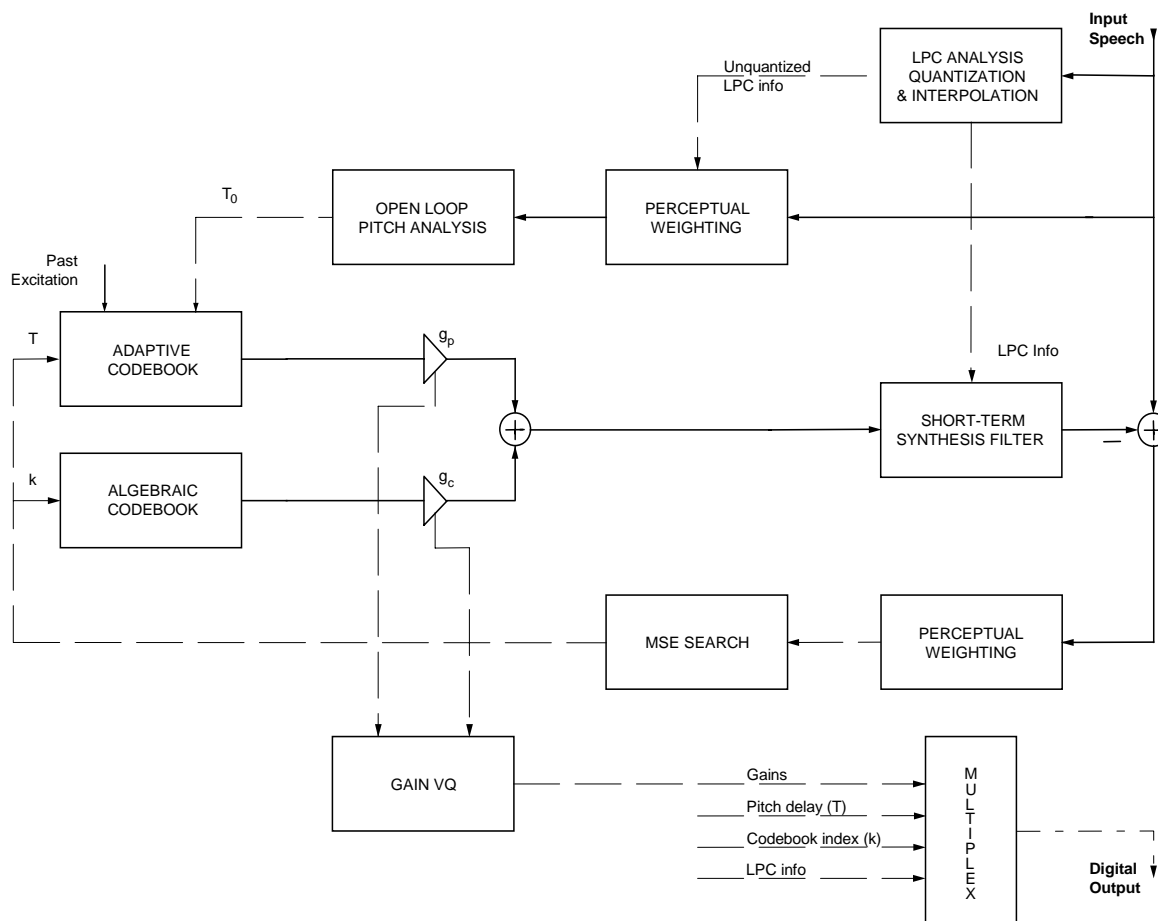 Input
Speech
LPC ANALYSIS
QUANTIZATION
& INTERPOLATION
Unquantized
LPC info
T0
OPEN LOOP
PITCH ANALYSIS
PERCEPTUAL
WEIGHTING
Past
Excitation
T
ADAPTIVE
CODEBOOK
gp
LPC Info
SHORT-TERM
SYNTHESIS FILTER
k
ALGEBRAIC
CODEBOOK
gc
MSE SEARCH
PERCEPTUAL
WEIGHTING
GAIN VQ
Gains
Pitch delay (T)
Codebook index (k)
LPC info
MULTIPLEX
Digital
Output